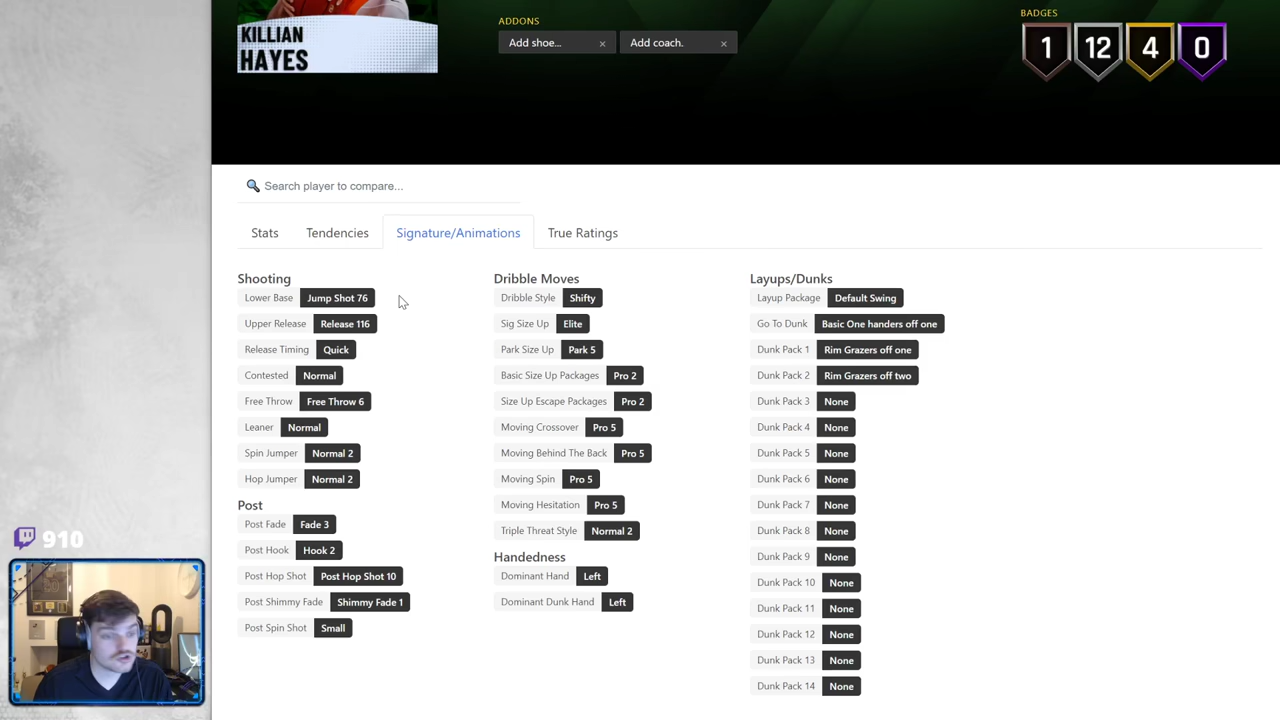 KILLIAN
HAYES
ADDONS
Add shoe... ×
Add coach. ×
BADGES
1 12 4 0
Search player to compare...
Stats Tendencies Signature/Animations True Ratings
Shooting
Lower Base Jump Shot 76
Upper Release Release 116
Release Timing Quick
Contested Normal
Free Throw Free Throw 6
Leaner Normal
Spin Jumper Normal 2
Hop Jumper Normal 2
Post
Post Fade Fade 3
Post Hook Hook 2
Post Hop Shot Post Hop Shot 10
Post Shimmy Fade Shimmy Fade 1
Post Spin Shot Small
Dribble Moves
Dribble Style Shifty
Sig Size Up Elite
Park Size Up Park 5
Basic Size Up Packages Pro 2
Size Up Escape Packages Pro 2
Moving Crossover Pro 5
Moving Behind The Back Pro 5
Moving Spin Pro 5
Moving Hesitation Pro 5
Triple Threat Style Normal 2
Handedness
Dominant Hand Left
Dominant Dunk Hand Left
Layups/Dunks
Layup Package Default Swing
Go To Dunk Basic One handers off one
Dunk Pack 1 Rim Grazers off one
Dunk Pack 2 Rim Grazers off two
Dunk Pack 3 None
Dunk Pack 4 None
Dunk Pack 5 None
Dunk Pack 6 None
Dunk Pack 7 None
Dunk Pack 8 None
Dunk Pack 9 None
Dunk Pack 10 None
Dunk Pack 11 None
Dunk Pack 12 None
Dunk Pack 13 None
Dunk Pack 14 None
910